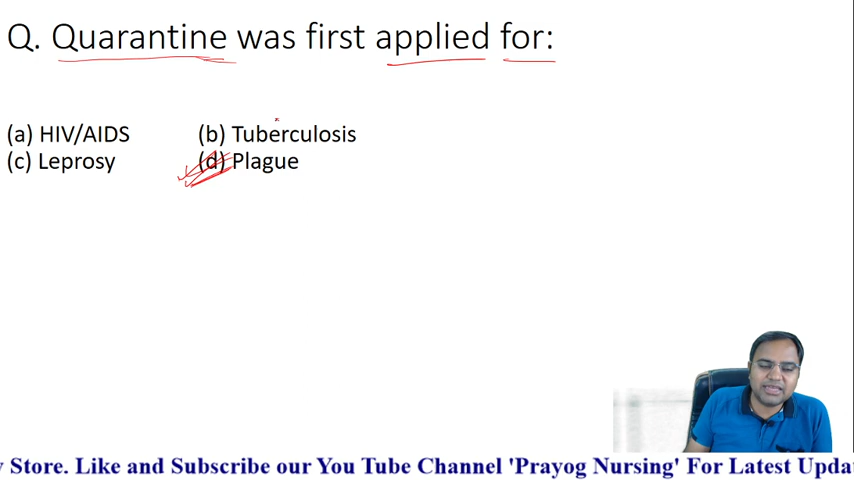 Q. Quarantine was first applied for:
(a) HIV/AIDS (b) Tuberculosis
(c) Leprosy (d) Plague
Store. Like and Subscribe our You Tube Channel 'Prayog Nursing' For Latest